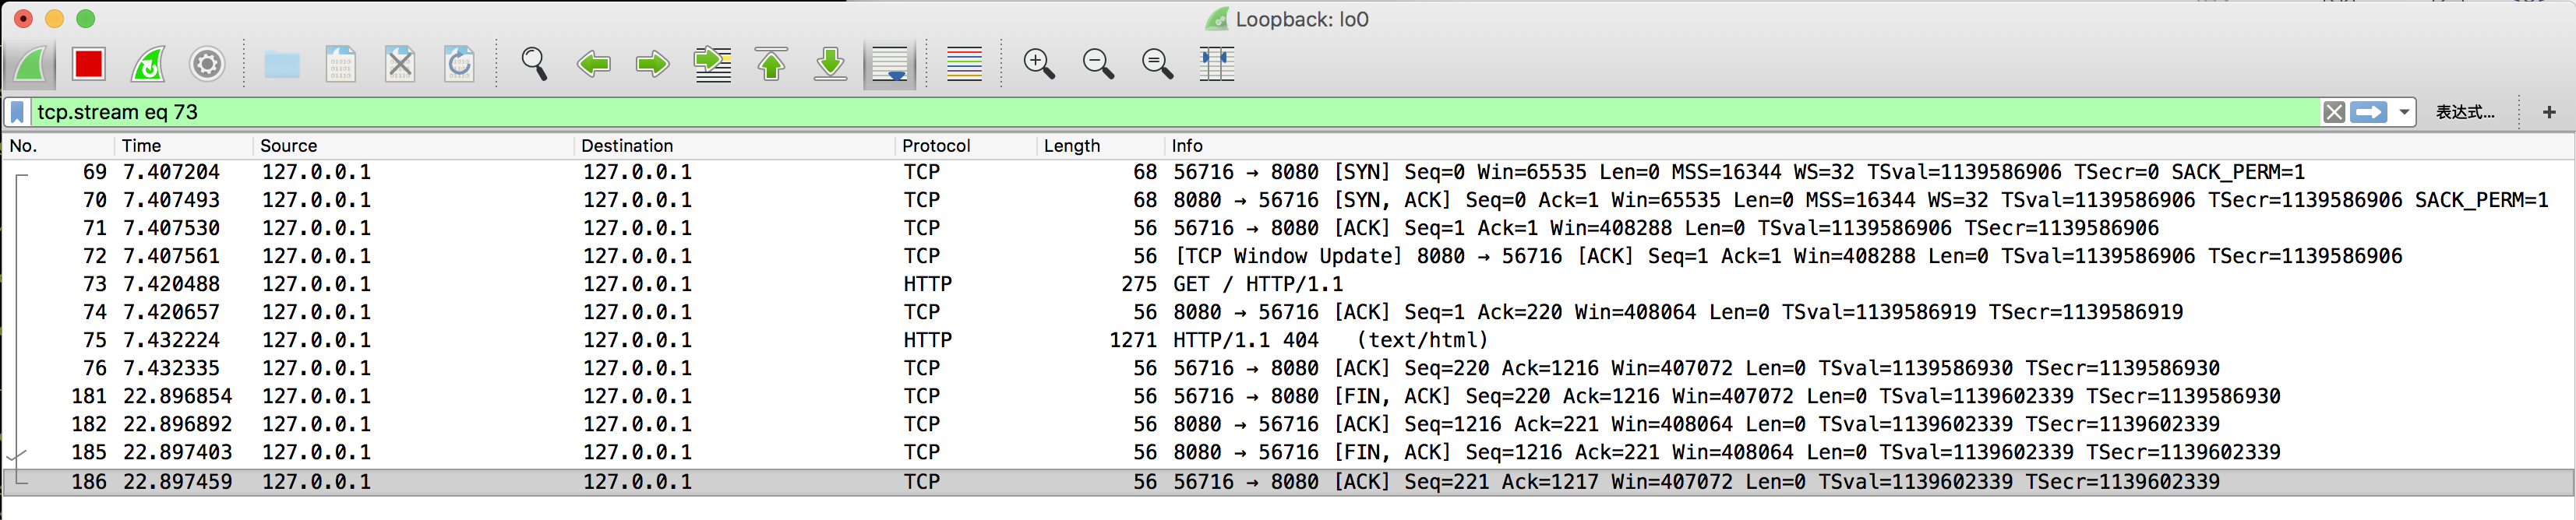 Loopback: lo0
tcp.stream eq 73 表达式… +
No. Time Source Destination Protocol Length Info
69 7.407204 127.0.0.1 127.0.0.1 TCP 68 56716 → 8080 [SYN] Seq=0 Win=65535 Len=0 MSS=16344 WS=32 TSval=1139586906 TSecr=0 SACK_PERM=1
70 7.407493 127.0.0.1 127.0.0.1 TCP 68 8080 → 56716 [SYN, ACK] Seq=0 Ack=1 Win=65535 Len=0 MSS=16344 WS=32 TSval=1139586906 TSecr=1139586906 SACK_PERM=1
71 7.407530 127.0.0.1 127.0.0.1 TCP 56 56716 → 8080 [ACK] Seq=1 Ack=1 Win=408288 Len=0 TSval=1139586906 TSecr=1139586906
72 7.407561 127.0.0.1 127.0.0.1 TCP 56 [TCP Window Update] 8080 → 56716 [ACK] Seq=1 Ack=1 Win=408288 Len=0 TSval=1139586906 TSecr=1139586906
73 7.420488 127.0.0.1 127.0.0.1 HTTP 275 GET / HTTP/1.1
74 7.420657 127.0.0.1 127.0.0.1 TCP 56 8080 → 56716 [ACK] Seq=1 Ack=220 Win=408064 Len=0 TSval=1139586919 TSecr=1139586919
75 7.432224 127.0.0.1 127.0.0.1 HTTP 1271 HTTP/1.1 404 (text/html)
76 7.432335 127.0.0.1 127.0.0.1 TCP 56 56716 → 8080 [ACK] Seq=220 Ack=1216 Win=407072 Len=0 TSval=1139586930 TSecr=1139586930
181 22.896854 127.0.0.1 127.0.0.1 TCP 56 56716 → 8080 [FIN, ACK] Seq=220 Ack=1216 Win=407072 Len=0 TSval=1139602339 TSecr=1139586930
182 22.896892 127.0.0.1 127.0.0.1 TCP 56 8080 → 56716 [ACK] Seq=1216 Ack=221 Win=408064 Len=0 TSval=1139602339 TSecr=1139602339
185 22.897403 127.0.0.1 127.0.0.1 TCP 56 8080 → 56716 [FIN, ACK] Seq=1216 Ack=221 Win=408064 Len=0 TSval=1139602339 TSecr=1139602339
186 22.897459 127.0.0.1 127.0.0.1 TCP 56 56716 → 8080 [ACK] Seq=221 Ack=1217 Win=407072 Len=0 TSval=1139602339 TSecr=1139602339